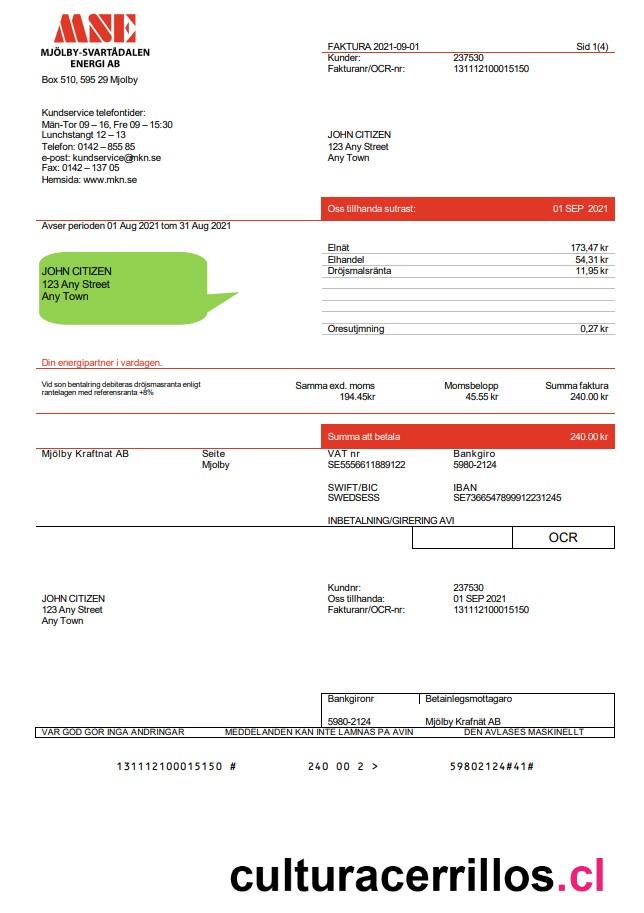 MSE
MJÖLBY-SVARTÅDALEN
ENERGI AB
Box 510, 595 29 Mjolby
FAKTURA 2021-09-01 Sid 1(4)
Kunder: 237530
Fakturanr/OCR-nr: 131112100015150
Kundservice telefontider:
Män-Tor 09 – 16, Fre 09 – 15:30
Lunchstangt 12 – 13
Telefon: 0142 – 855 85
e-post: kundservice@mkn.se
Fax: 0142 – 137 05
Hemsida: www.mkn.se
JOHN CITIZEN
123 Any Street
Any Town
Oss tillhanda sutrast: 01 SEP 2021
Avser perioden 01 Aug 2021 tom 31 Aug 2021
JOHN CITIZEN
123 Any Street
Any Town
Elnät 173,47 kr
Elhandel 54,31 kr
Dröjsmalsränta 11,95 kr
Oresutjmning 0,27 kr
Din energipartner i vardagen.
Vid son bentalring debiteras dröjsmasranta enligt
rantelagen med referensranta +8%
Samma exd. moms Momsbelopp Summa faktura
194.45kr 45.55 kr 240.00 kr
Summa att betala 240.00 kr
Mjölby Kraftnat AB Seite
Mjolby
VAT nr Bankgiro
SE5556611889122 5980-2124
SWIFT/BIC IBAN
SWEDSESS SE7366547899912231245
INBETALNING/GIRERING AVI
OCR
JOHN CITIZEN
123 Any Street
Any Town
Kundnr: 237530
Oss tillhanda: 01 SEP 2021
Fakturanr/OCR-nr: 131112100015150
Bankgironr Betainlegsmottagaro
5980-2124 Mjölby Krafnät AB
VAR GOD GOR INGA ANDRINGAR MEDDELANDEN KAN INTE LAMNAS PA AVIN DEN AVLASES MASKINELLT
131112100015150 # 240 00 2 > 59802124#41#
culturacerrillos.cl